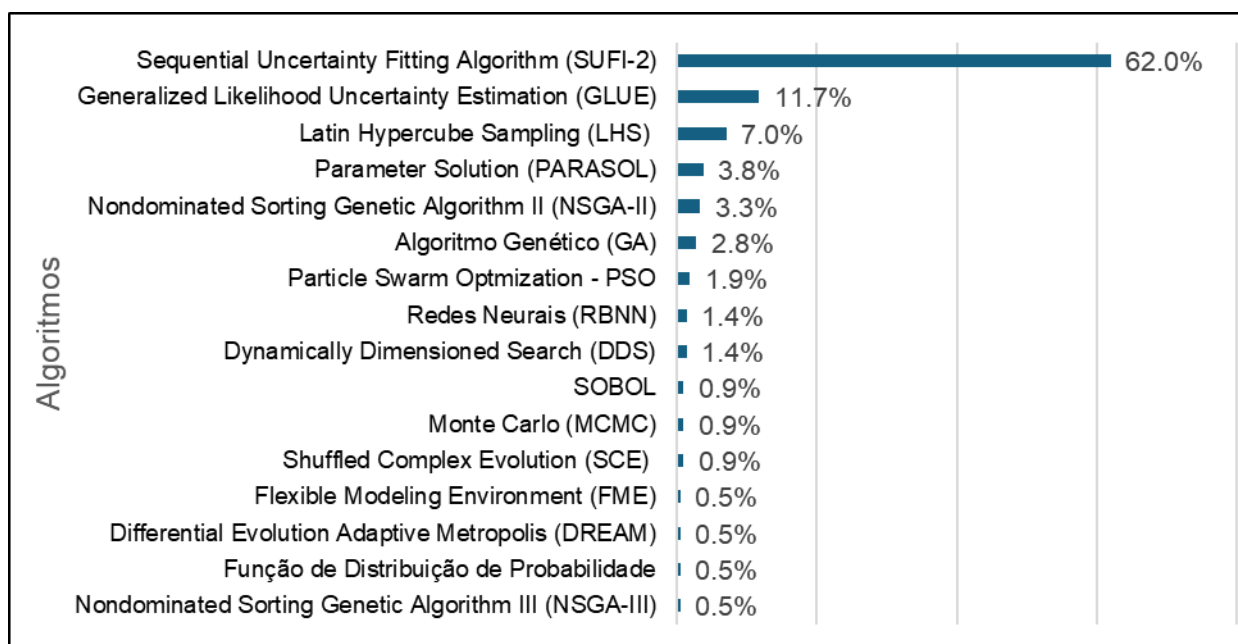 Algoritmos
Sequential Uncertainty Fitting Algorithm (SUFI-2) 62.0%
Generalized Likelihood Uncertainty Estimation (GLUE) 11.7%
Latin Hypercube Sampling (LHS) 7.0%
Parameter Solution (PARASOL) 3.8%
Nondominated Sorting Genetic Algorithm II (NSGA-II) 3.3%
Algoritmo Genético (GA) 2.8%
Particle Swarm Optmization - PSO 1.9%
Redes Neurais (RBNN) 1.4%
Dynamically Dimensioned Search (DDS) 1.4%
SOBOL 0.9%
Monte Carlo (MCMC) 0.9%
Shuffled Complex Evolution (SCE) 0.9%
Flexible Modeling Environment (FME) 0.5%
Differential Evolution Adaptive Metropolis (DREAM) 0.5%
Função de Distribuição de Probabilidade 0.5%
Nondominated Sorting Genetic Algorithm III (NSGA-III) 0.5%